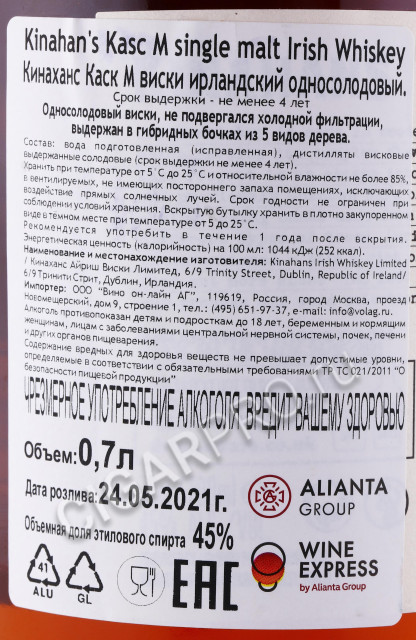 Kinahan's Kasc M single malt Irish Whiskey
Кинаханс Каск М виски ирландский односолодовый.
Срок выдержки - не менее 4 лет
Односолодовый виски, не подвергался холодной фильтрации,
выдержан в гибридных бочках из 5 видов дерева.
Состав: вода подготовленная (исправленная), дистилляты висковые
выдержанные солодовые (срок выдержки не менее 4 лет).
Хранить при температуре от 5˚С до 25˚С и относительной влажности не более 85%,
в вентилируемых, не имеющих постороннего запаха помещениях, исключающих
воздействие прямых солнечных лучей. Срок годности не ограничен при
соблюдении условий хранения. Вскрытую бутылку хранить в плотно закупоренном
виде в тёмном месте при температуре от 5 до 25˚С.
Рекомендуется употребить в течение 1 года после вскрытия.
Энергетическая ценность (калорийность) на 100 мл: 1044 кДж (252 ккал).
Наименование и местонахождение изготовителя: Kinahans Irish Whiskey Limited
/ Кинаханс Айриш Виски Лимитед, 6/9 Trinity Street, Dublin, Republic of Ireland/
6/9 Тринити Стрит, Дублин, Ирландия.
Импортер: ООО "Вино он-лайн АГ", 119619, Россия, город Москва, проезд
Новомещерский, дом 9, строение 1, тел.: (495) 651-97-37, e-mail: info@volag.ru.
Алкоголь противопоказан детям и подросткам до 18 лет, беременным и кормящим
женщинам, лицам с заболеваниями центральной нервной системы, почек, печени
и других органов пищеварения.
Содержание вредных для здоровья веществ не превышает допустимые уровни,
определяемые в соответствии с обязательными требованиями ТР ТС 021/2011 "О
безопасности пищевой продукции"
ЧРЕЗМЕРНОЕ УПОТРЕБЛЕНИЕ АЛКОГОЛЯ ВРЕДИТ ВАШЕМУ ЗДОРОВЬЮ
Объем: 0,7л
Дата розлива: 24.05.2021г.
Объемная доля этилового спирта 45%
ALIANTA
GROUP
WINE
EXPRESS
by Alianta Group
41
ALU
GL
EAC
CIGARPRO.ru